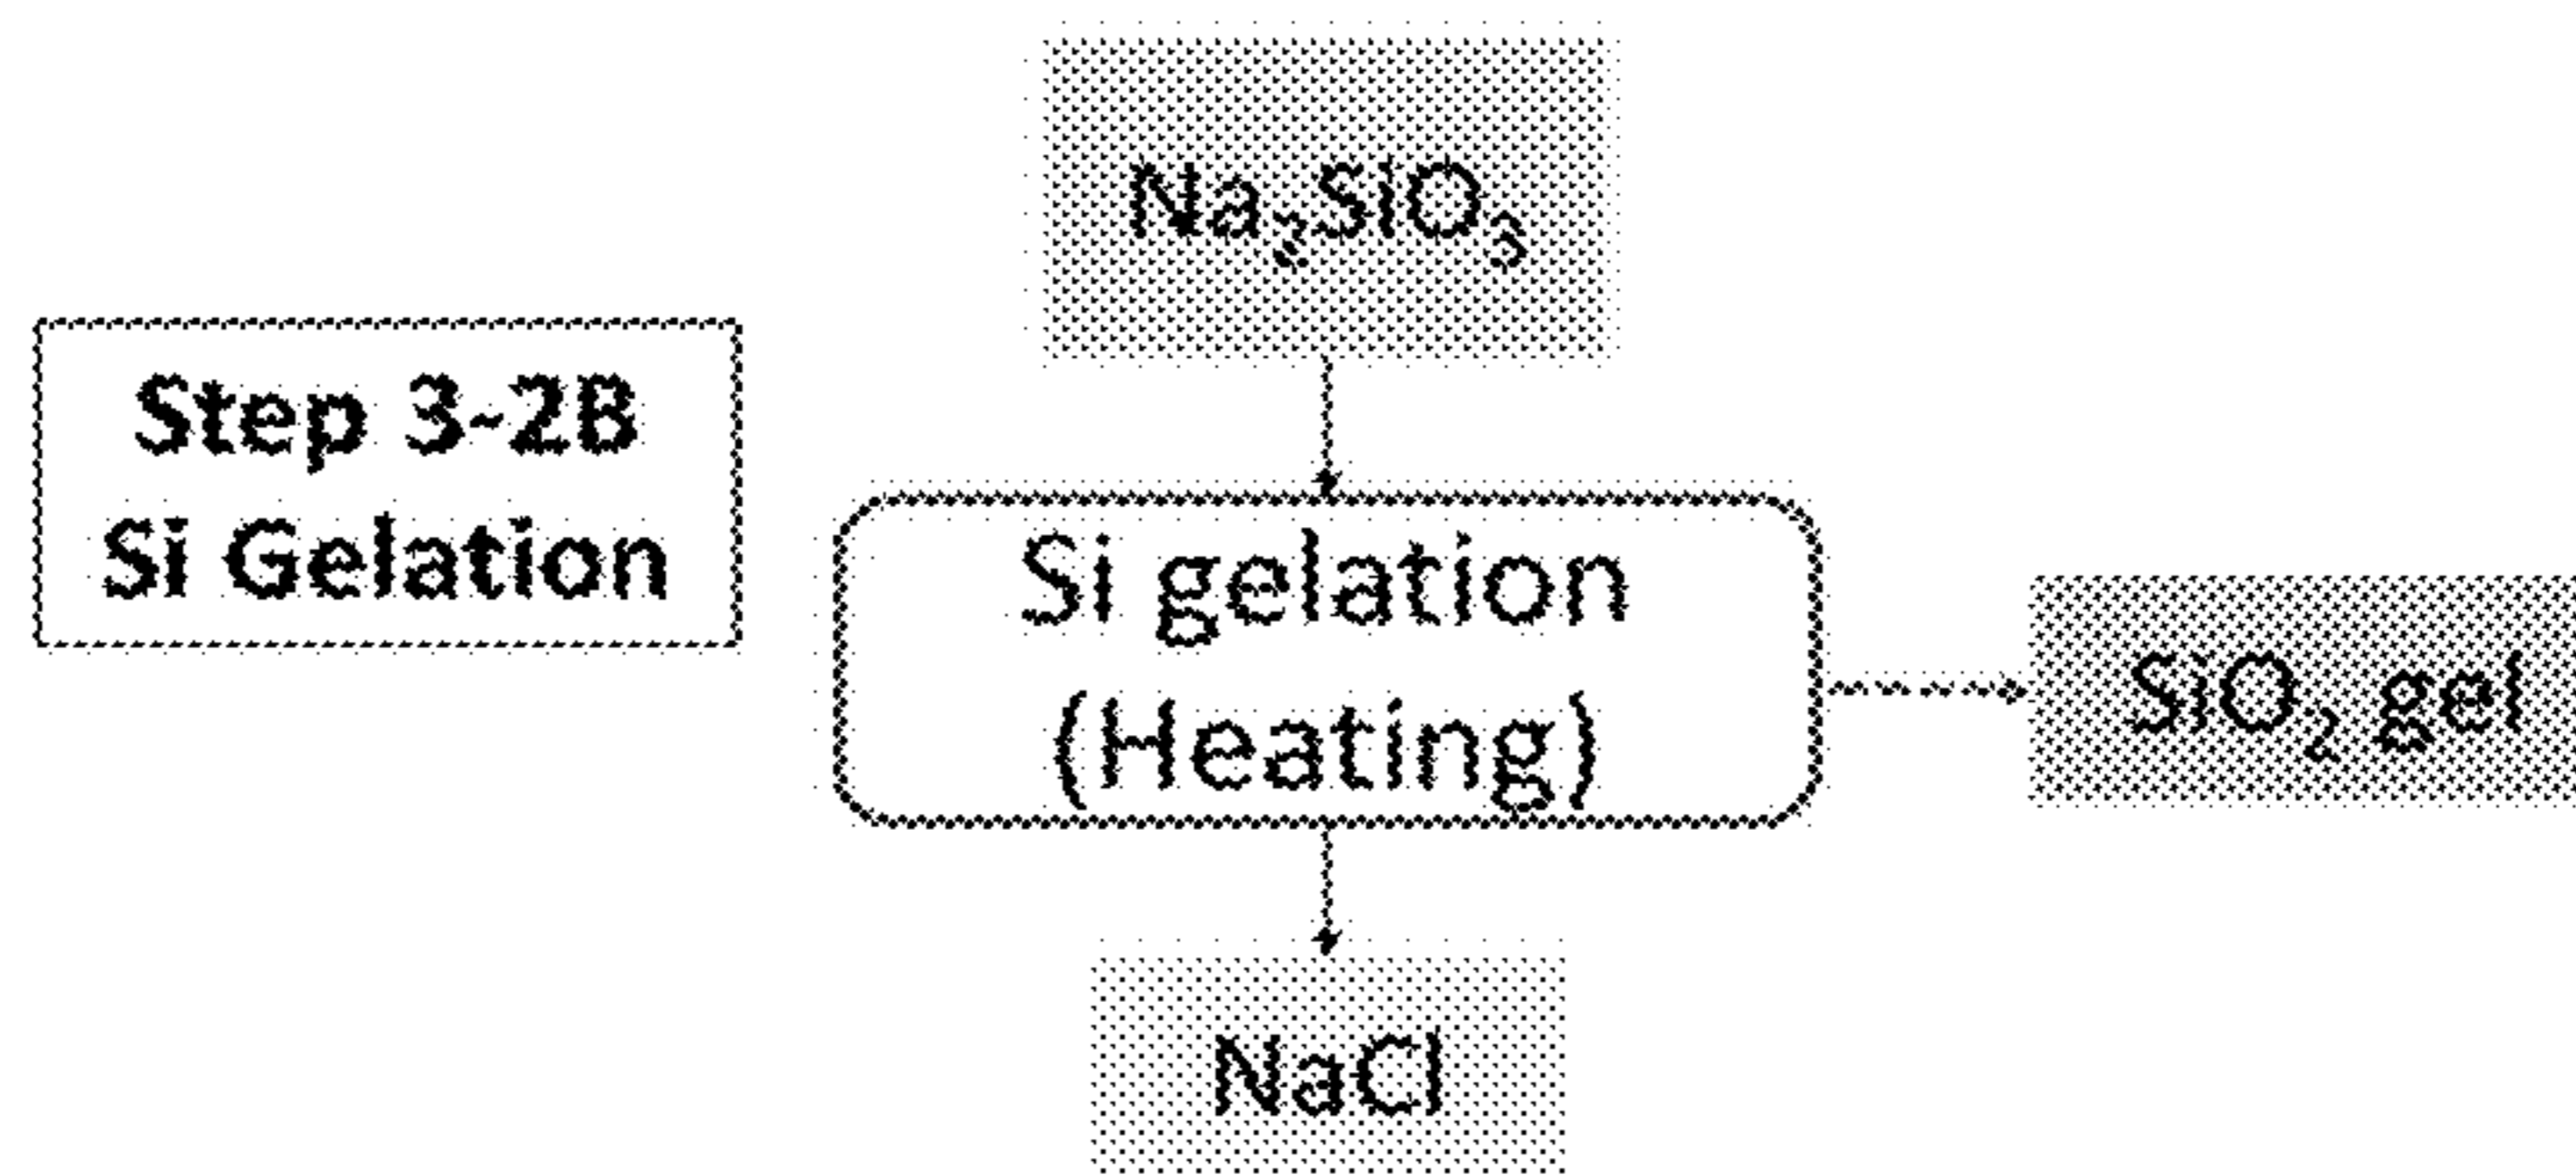 Na₂SiO₃
Step 3-2B
Si Gelation
Si gelation
(Heating)
SiO₂ gel
NaCl